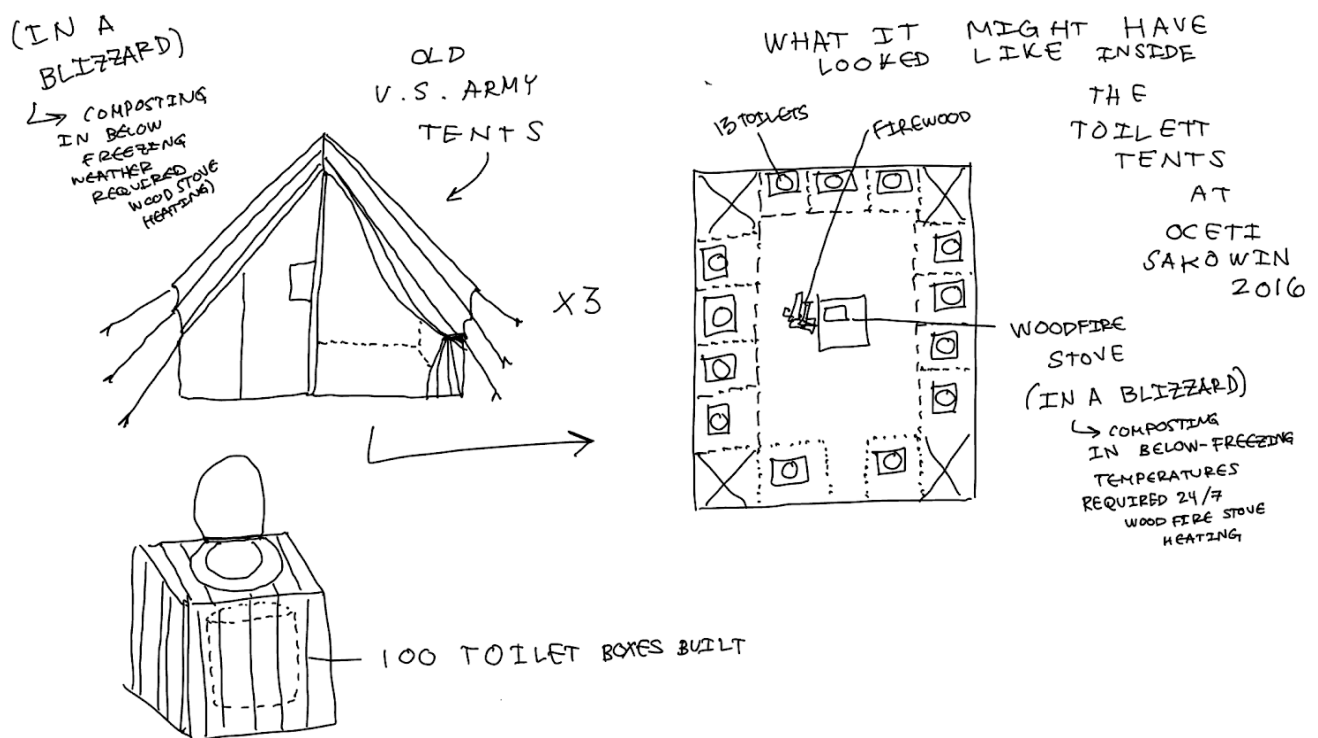 (IN A
BLIZZARD)
↳ COMPOSTING
IN BELOW
FREEZING
WEATHER
REQUIRED
WOOD STOVE
HEATING)
OLD
U.S. ARMY
TENTS
X3
100 TOILET BOXES BUILT
WHAT IT MIGHT HAVE
LOOKED LIKE INSIDE
THE
TOILETT
TENTS
AT
OCETI
SAKOWIN
2016
13 TOILETS
FIREWOOD
WOODFIRE
STOVE
(IN A BLIZZARD)
↳ COMPOSTING
IN BELOW-FREEZING
TEMPERATURES
REQUIRED 24/7
WOOD FIRE STOVE
HEATING